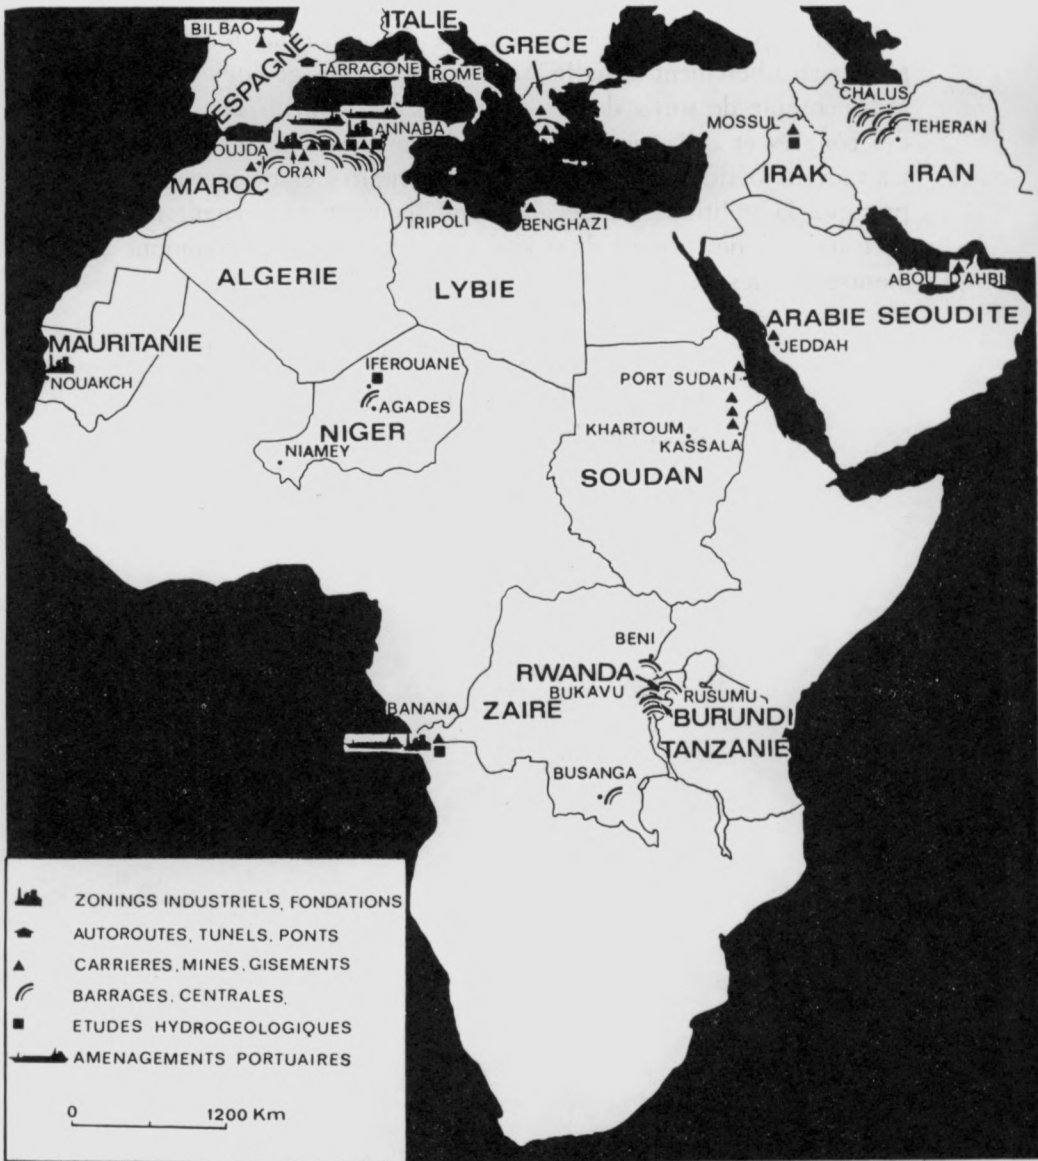 ITALIE
BILBAO
GRECE
ESPAGNE
TARRAGONE
ROME
CHALUS
TEHERAN
MOSSUL
ANNABA
OUJDA
ORAN
MAROC
IRAK
IRAN
TRIPOLI
BENGHAZI
ALGERIE
LYBIE
ABOU DAHBI
ARABIE SEOUDITE
JEDDAH
MAURITANIE
NOUAKCH
IFEROUANE
AGADES
NIGER
NIAMEY
PORT SUDAN
KHARTOUM
KASSALA
SOUDAN
BENI
RWANDA
BUKAVU
RUSUMU
BANANA
ZAIRE
BURUNDI
TANZANIE
BUSANGA
ZONINGS INDUSTRIELS, FONDATIONS
AUTOROUTES, TUNELS, PONTS
CARRIERES, MINES, GISEMENTS
BARRAGES, CENTRALES,
ETUDES HYDROGEOLOGIQUES
AMENAGEMENTS PORTUAIRES
0 1200 Km